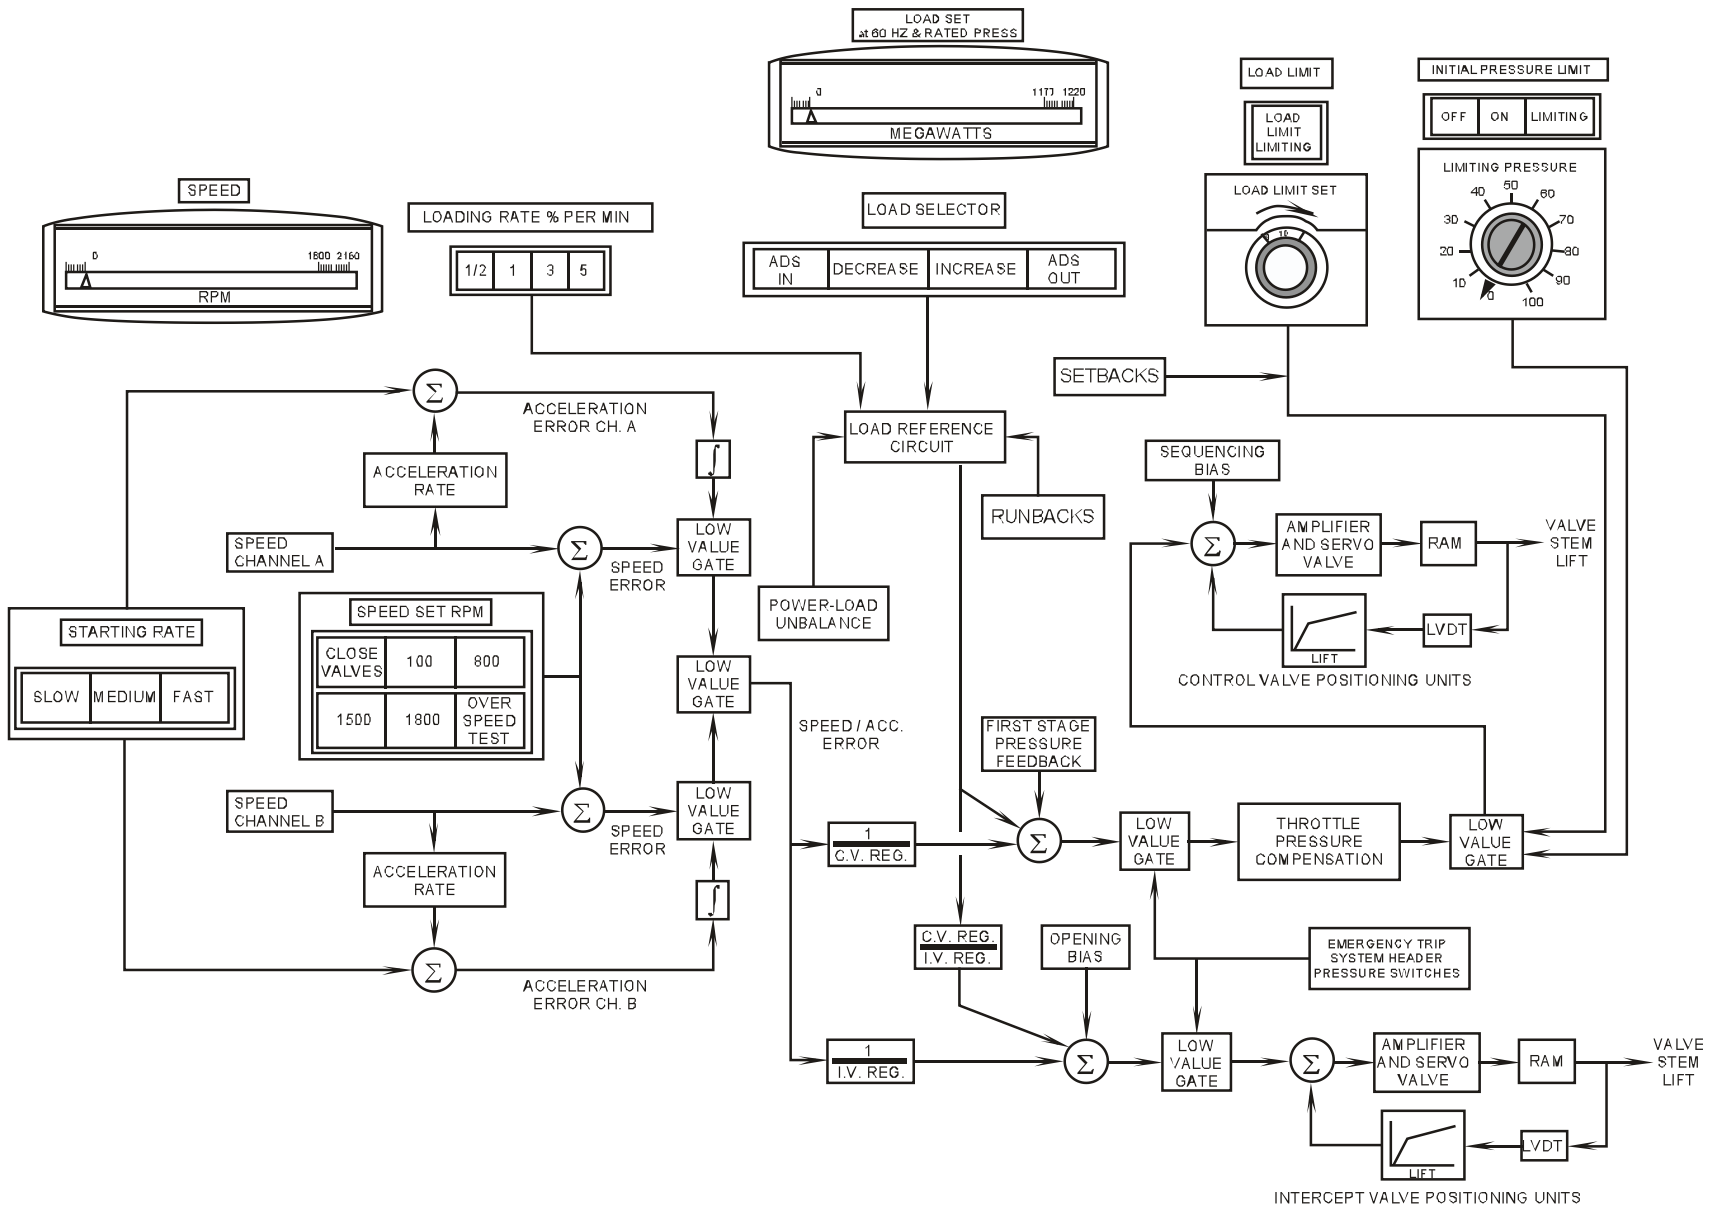 LOAD SET
at 60 HZ & RATED PRESS
0
1170 1220
MEGAWATTS
LOAD LIMIT
LOAD
LIMIT
LIMITING
LOAD LIMIT SET
INITIAL PRESSURE LIMIT
OFF ON LIMITING
LIMITING PRESSURE
0 10 20 30 40 50 60 70 80 90 100
SPEED
0
1800 2160
RPM
LOADING RATE % PER MIN
1/2 1 3 5
LOAD SELECTOR
ADS
IN
DECREASE
INCREASE
ADS
OUT
SETBACKS
Σ
ACCELERATION
ERROR CH. A
∫
LOAD REFERENCE
CIRCUIT
ACCELERATION
RATE
RUNBACKS
SEQUENCING
BIAS
SPEED
CHANNEL A
Σ
SPEED
ERROR
LOW
VALUE
GATE
Σ
AMPLIFIER
AND SERVO
VALVE
RAM
VALVE
STEM
LIFT
LIFT
LVDT
CONTROL VALVE POSITIONING UNITS
POWER-LOAD
UNBALANCE
STARTING RATE
SLOW MEDIUM FAST
SPEED SET RPM
CLOSE
VALVES
100
800
1500
1800
OVER
SPEED
TEST
LOW
VALUE
GATE
SPEED / ACC.
ERROR
FIRST STAGE
PRESSURE
FEEDBACK
SPEED
CHANNEL B
Σ
SPEED
ERROR
LOW
VALUE
GATE
1
C.V. REG.
Σ
LOW
VALUE
GATE
THROTTLE
PRESSURE
COMPENSATION
LOW
VALUE
GATE
ACCELERATION
RATE
∫
Σ
ACCELERATION
ERROR CH. B
C.V. REG.
I.V. REG.
OPENING
BIAS
EMERGENCY TRIP
SYSTEM HEADER
PRESSURE SWITCHES
1
I.V. REG.
Σ
LOW
VALUE
GATE
Σ
AMPLIFIER
AND SERVO
VALVE
RAM
VALVE
STEM
LIFT
LIFT
LVDT
INTERCEPT VALVE POSITIONING UNITS